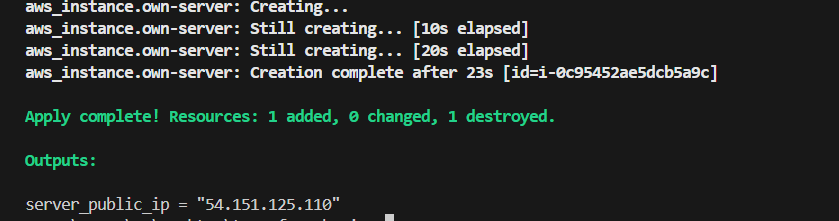 aws_instance.own-server: Creating...
aws_instance.own-server: Still creating... [10s elapsed]
aws_instance.own-server: Still creating... [20s elapsed]
aws_instance.own-server: Creation complete after 23s [id=i-0c95452ae5dcb5a9c]
Apply complete! Resources: 1 added, 0 changed, 1 destroyed.
Outputs:
server_public_ip = "54.151.125.110"